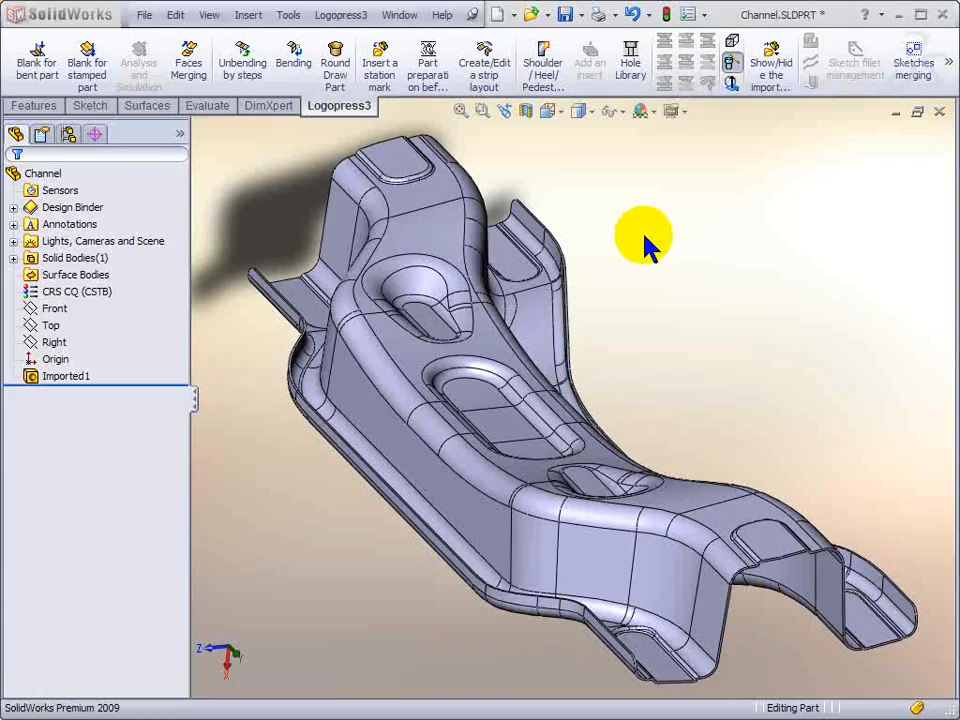 SolidWorks File Edit View Insert Tools Logopress3 Window Help Channel.SLDPRT * ?
Blank for bent part
Blank for stamped part
Analysis and Simulation
Faces Merging
Unbending by steps
Bending
Round Draw Part
Insert a station mark
Part preparati on bef...
Create/Edit a strip layout
Shoulder / Heel/ Pedest...
Add an insert
Hole Library
Show/Hid e the import...
Sketch fillet management
Sketches merging
»
Features Sketch Surfaces Evaluate DimXpert Logopress3
»
Channel
Sensors
Design Binder
A Annotations
Lights, Cameras and Scene
Solid Bodies(1)
Surface Bodies
CRS CQ (CSTB)
Front
Top
Right
Origin
Imported1
Z
Y
X
SolidWorks Premium 2009 Editing Part